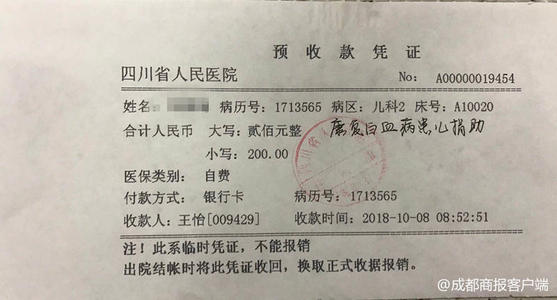 预收款凭证
四川省人民医院 No: A00000019454
姓名: 病历号: 1713565 病区: 儿科2 床号: A10020
合计人民币 大写: 贰佰元整 康复白血病患儿捐助
小写: 200.00
医保类别: 自费
付款方式: 银行卡 病历号: 1713565
收款人: 王怡[009429] 收款时间: 2018-10-08 08:52:51
注! 此系临时凭证, 不能报销
出院结帐时将此凭证收回, 换取正式收据报销。
@成都商报客户端